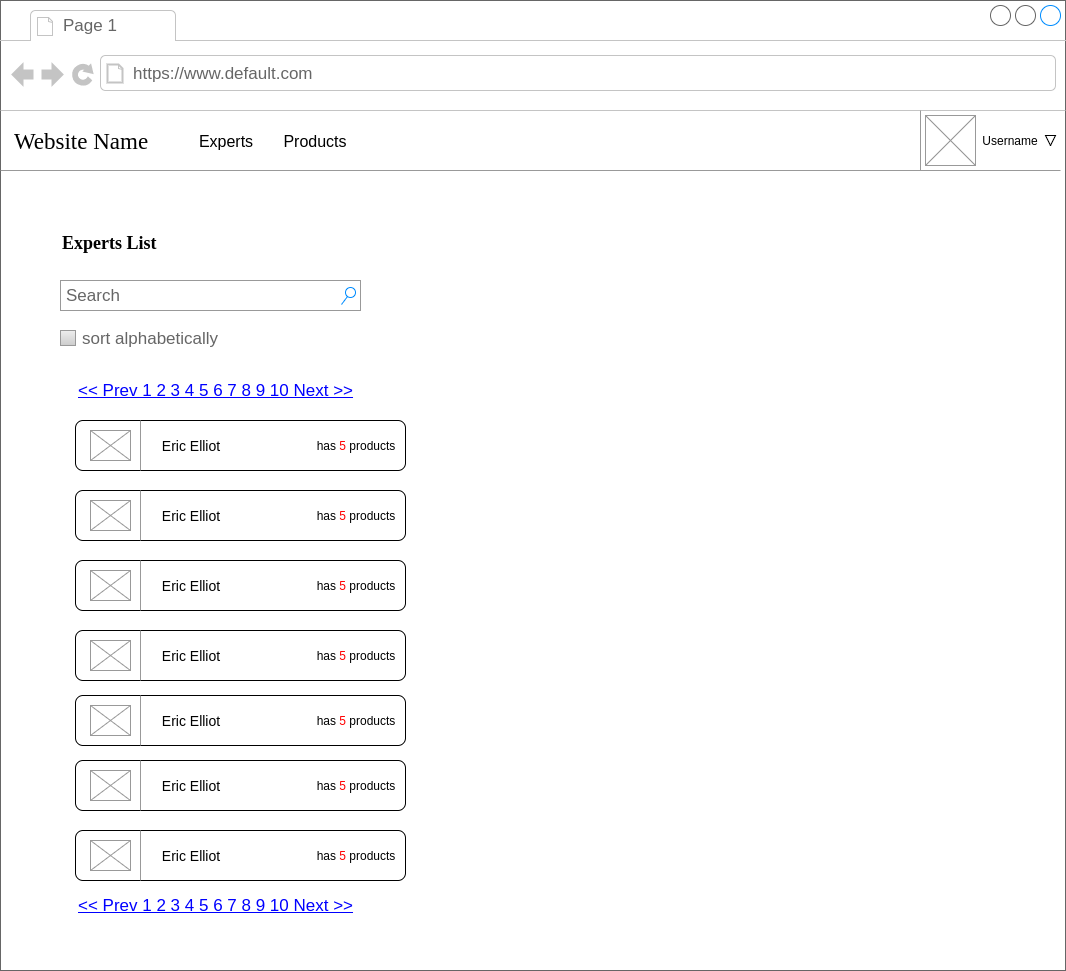 Page 1
https://www.default.com
Website Name Experts Products Username
Experts List
Search
sort alphabetically
<< Prev 1 2 3 4 5 6 7 8 9 10 Next >>
Eric Elliot has 5 products
Eric Elliot has 5 products
Eric Elliot has 5 products
Eric Elliot has 5 products
Eric Elliot has 5 products
Eric Elliot has 5 products
Eric Elliot has 5 products
<< Prev 1 2 3 4 5 6 7 8 9 10 Next >>